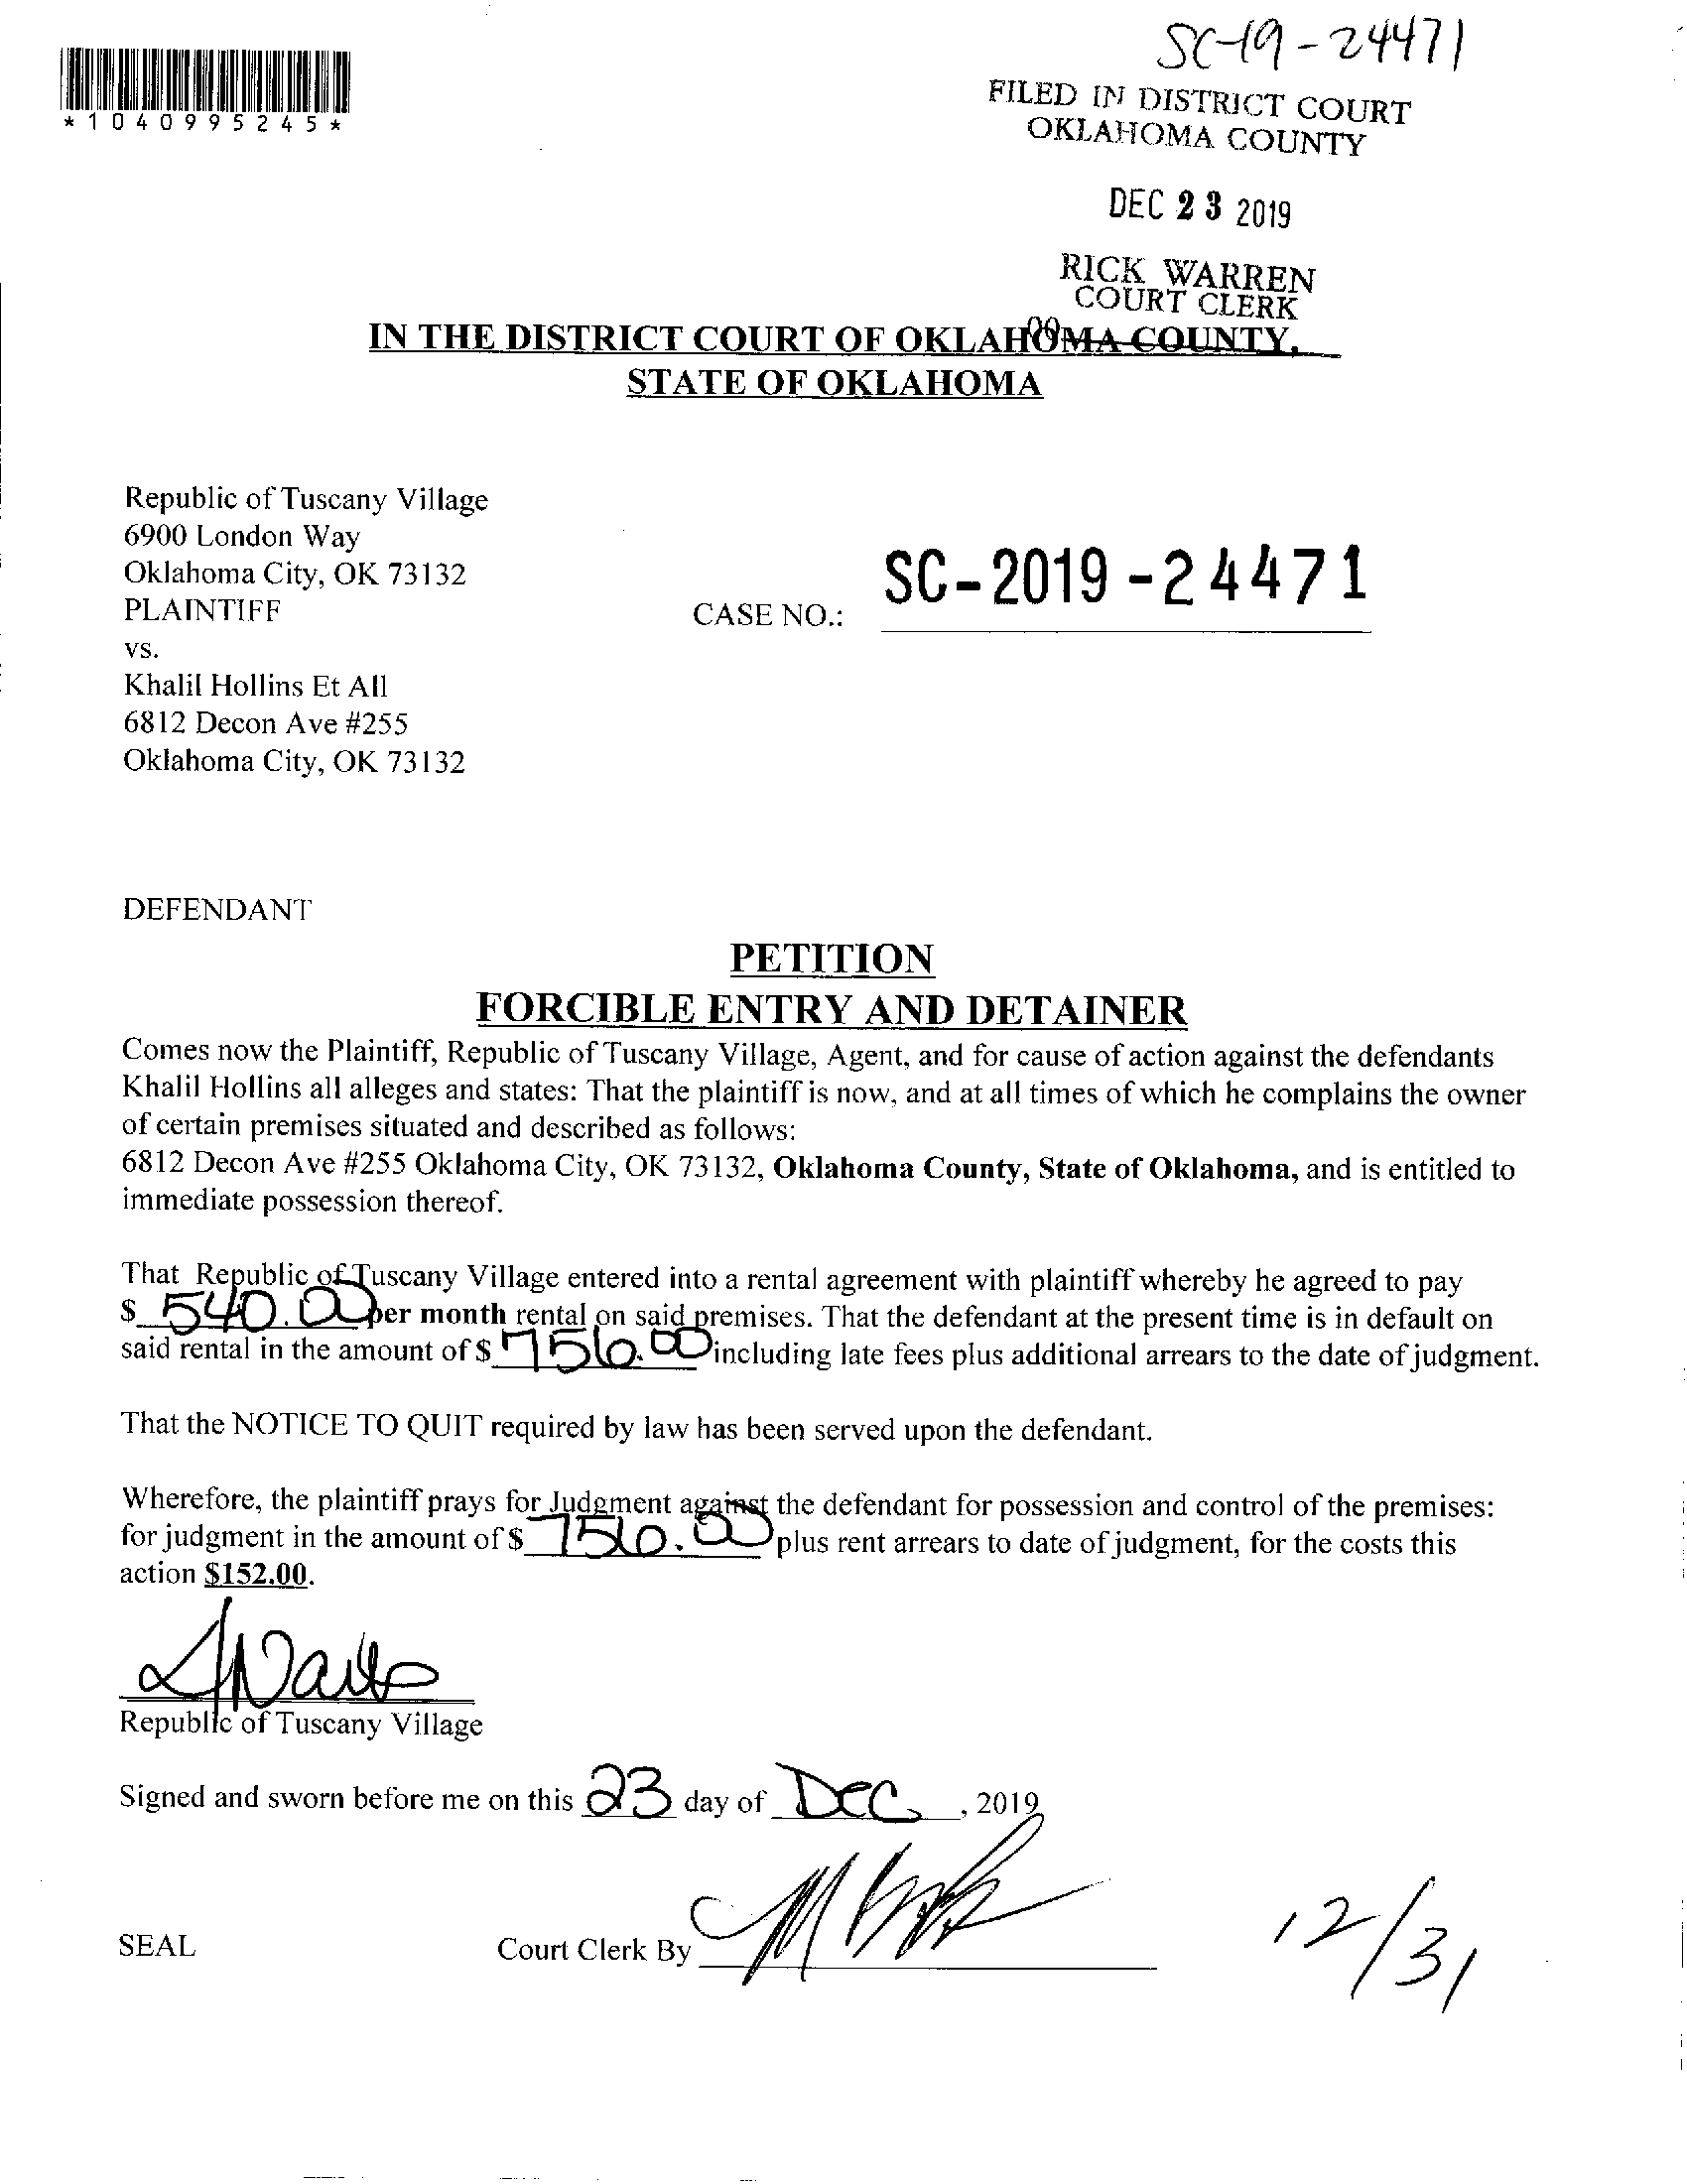 SC-19-24471
*1040995245*
FILED IN DISTRICT COURT
OKLAHOMA COUNTY
DEC 23 2019
RICK WARREN
COURT CLERK
IN THE DISTRICT COURT OF OKLAHOMA COUNTY,
STATE OF OKLAHOMA
Republic of Tuscany Village
6900 London Way
Oklahoma City, OK 73132
PLAINTIFF
CASE NO.: SC-2019-24471
vs.
Khalil Hollins Et All
6812 Decon Ave #255
Oklahoma City, OK 73132
DEFENDANT
PETITION
FORCIBLE ENTRY AND DETAINER
Comes now the Plaintiff, Republic of Tuscany Village, Agent, and for cause of action against the defendants
Khalil Hollins all alleges and states: That the plaintiff is now, and at all times of which he complains the owner
of certain premises situated and described as follows:
6812 Decon Ave #255 Oklahoma City, OK 73132, Oklahoma County, State of Oklahoma, and is entitled to
immediate possession thereof.
That Republic of Tuscany Village entered into a rental agreement with plaintiff whereby he agreed to pay
$ 540.00 per month rental on said premises. That the defendant at the present time is in default on
said rental in the amount of $ 756.00 including late fees plus additional arrears to the date of judgment.
That the NOTICE TO QUIT required by law has been served upon the defendant.
Wherefore, the plaintiff prays for Judgment against the defendant for possession and control of the premises:
for judgment in the amount of $ 756.00 plus rent arrears to date of judgment, for the costs this
action $152.00.
Republic of Tuscany Village
Signed and sworn before me on this 23 day of Dec, 2019
SEAL Court Clerk By
12/31